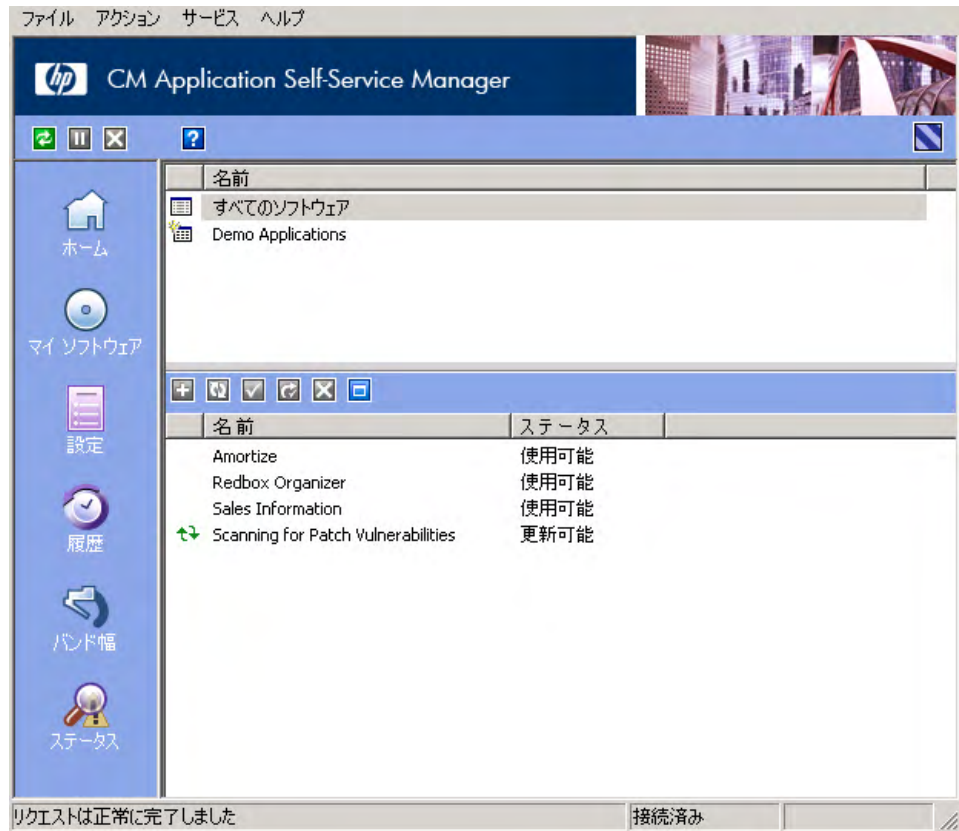 ファイル アクション サービス ヘルプ
hp CM Application Self-Service Manager
?
名前
すべてのソフトウェア
Demo Applications
ホーム
マイ ソフトウェア
設定
履歴
バンド幅
ステータス
名前 ステータス
Amortize 使用可能
Redbox Organizer 使用可能
Sales Information 使用可能
Scanning for Patch Vulnerabilities 更新可能
リクエストは正常に完了しました 接続済み